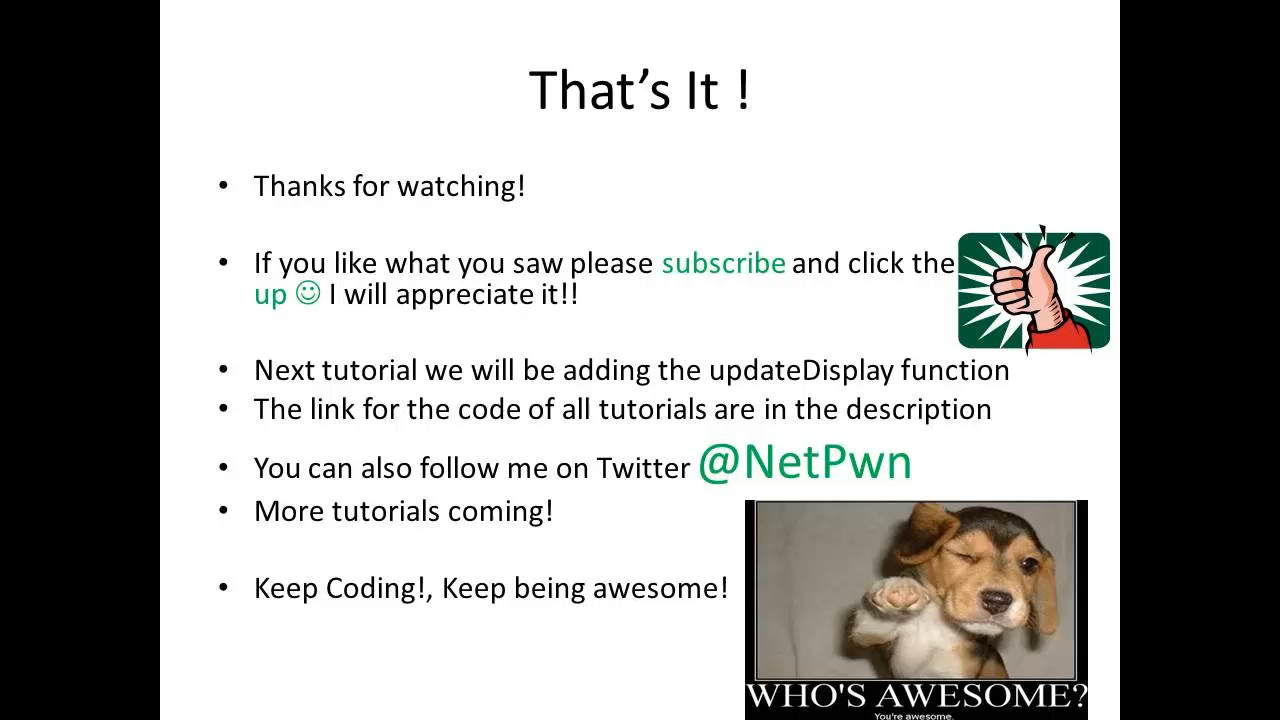 That's It !
• Thanks for watching!
• If you like what you saw please subscribe and click the
up ☺ I will appreciate it!!
• Next tutorial we will be adding the updateDisplay function
• The link for the code of all tutorials are in the description
• You can also follow me on Twitter @NetPwn
• More tutorials coming!
• Keep Coding!, Keep being awesome!
WHO'S AWESOME?
You're awesome.